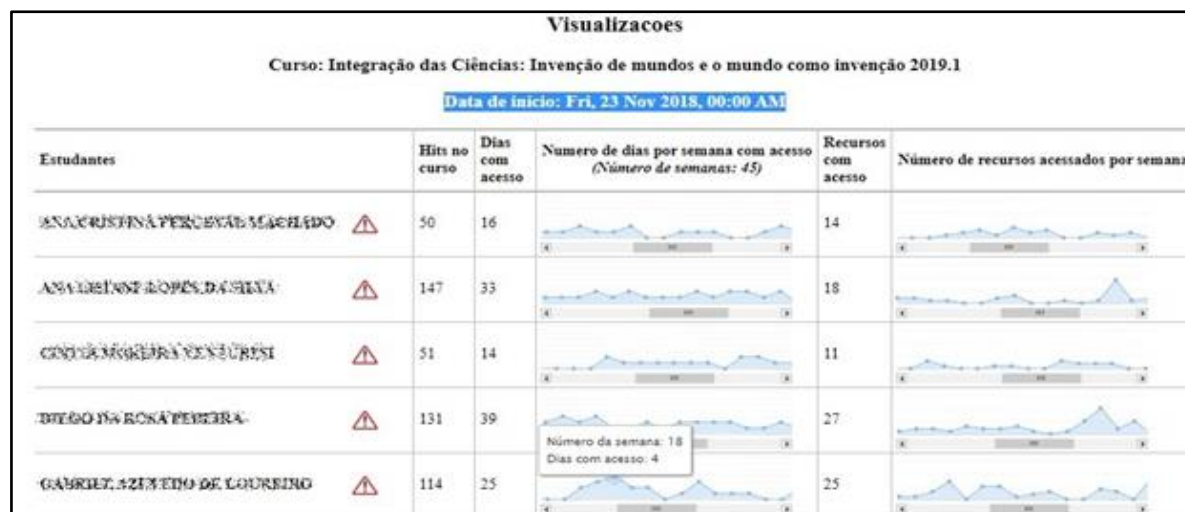 Visualizacoes
Curso: Integração das Ciências: Invenção de mundos e o mundo como invenção 2019.1
Data de início: Fri, 23 Nov 2018, 00:00 AM
Estudantes
Hits no curso
Dias com acesso
Numero de dias por semana com acesso
(Número de semanas: 45)
Recursos com acesso
Número de recursos acessados por semana
50 16 14
147 33 18
51 14 11
131 39 27
Número da semana: 18
Dias com acesso: 4
114 25 25